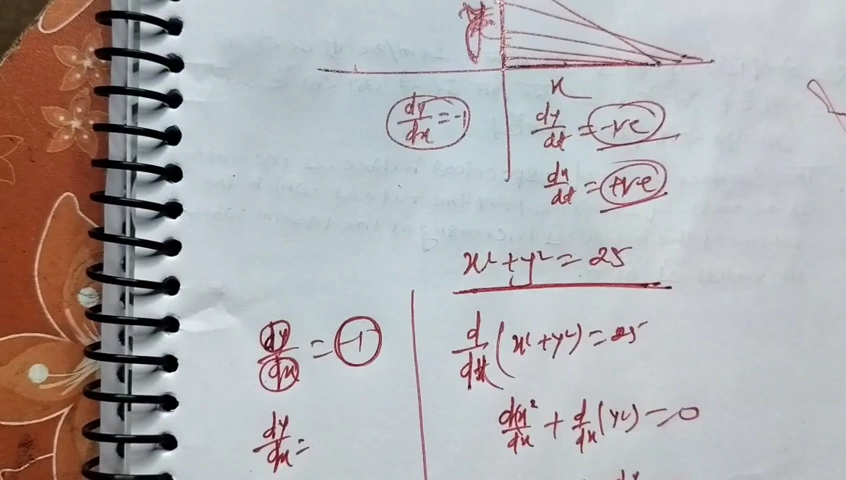 x
dy/dx = -1
dy/dt = -ve
dx/dt = +ve
x² + y² = 25
dy/dx = -1
d/dx (x² + y²) = 25
dx²/dx + d/dx (y²) = 0
dy/dx =